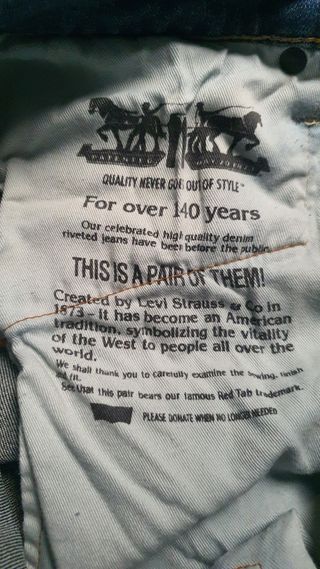 QUALITY NEVER GOES OUT OF STYLE™
For over 140 years
Our celebrated high quality denim
riveted jeans have been before the public.
THIS IS A PAIR OF THEM!
Created by Levi Strauss & Co in
1873 - It has become an American
tradition, symbolizing the vitality
of the West to people all over the
world.
We shall thank you to carefully examine the sewing, finish
and fit.
See that this pair bears our famous Red Tab trademark.
PLEASE DONATE WHEN NO LONGER NEEDED